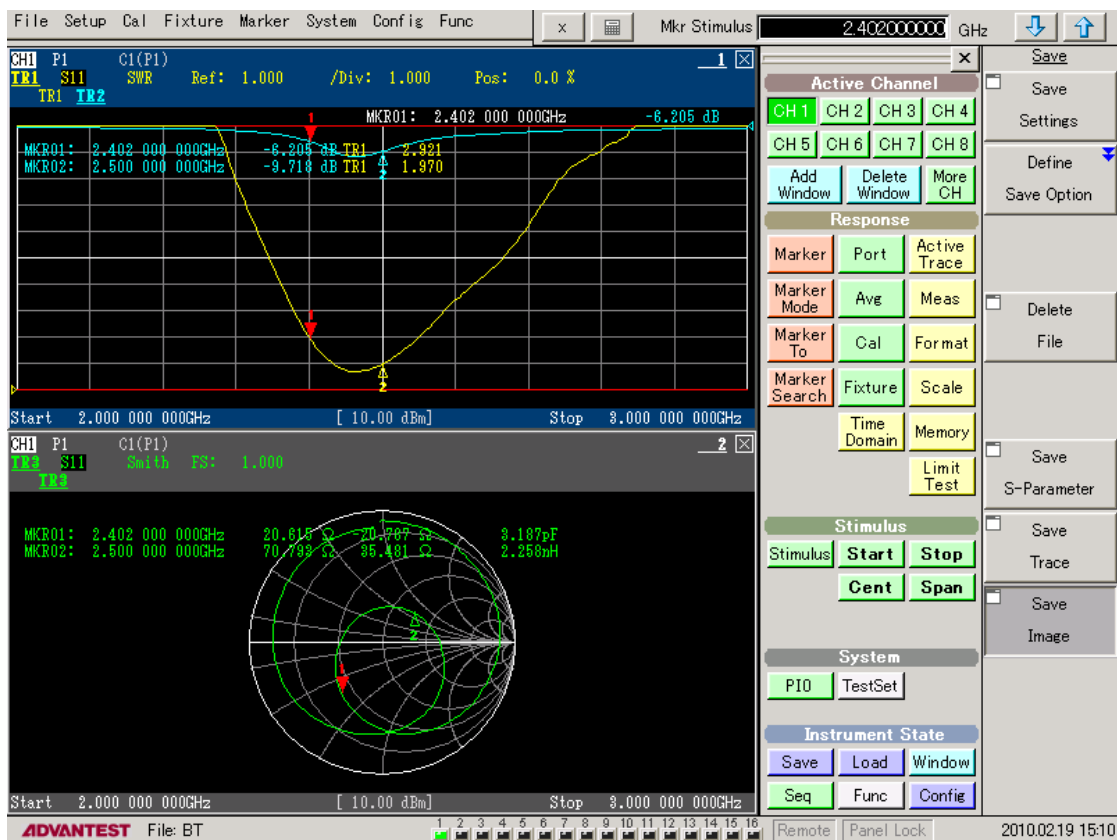 File Setup Cal Fixture Marker System Config Func x Mkr Stimulus 2.402000000 GHz
CH1 P1 C1(P1) 1
TR1 S11 SWR Ref: 1.000 /Div: 1.000 Pos: 0.0 %
TR1 TR2
MKR01: 2.402 000 000GHz -6.205 dB
1
MKR01: 2.402 000 000GHz -6.205 dB TR1 2.921
MKR02: 2.500 000 000GHz -9.718 dB TR1 1.970
2
1
2
Start 2.000 000 000GHz [ 10.00 dBm] Stop 3.000 000 000GHz
CH1 P1 C1(P1) 2
TR3 S11 Smith FS: 1.000
TR3
MKR01: 2.402 000 000GHz 20.615 Ω -20.787 Ω 3.187pF
MKR02: 2.500 000 000GHz 70.793 Ω 35.481 Ω 2.258nH
2
Start 2.000 000 000GHz [ 10.00 dBm] Stop 3.000 000 000GHz
Active Channel
CH 1 CH 2 CH 3 CH 4
CH 5 CH 6 CH 7 CH 8
Add Window Delete Window More CH
Response
Marker Port Active Trace
Marker Mode Avg Meas
Marker To Cal Format
Marker Search Fixture Scale
Time Domain Memory
Limit Test
Stimulus
Stimulus Start Stop
Cent Span
System
PIO TestSet
Instrument State
Save Load Window
Seq Func Config
Save
Save
Settings
Define
Save Option
Delete
File
Save
S-Parameter
Save
Trace
Save
Image
ADVANTEST File: BT 1 2 3 4 5 6 7 8 9 10 11 12 13 14 15 16 Remote Panel Lock 2010.02.19 15:10